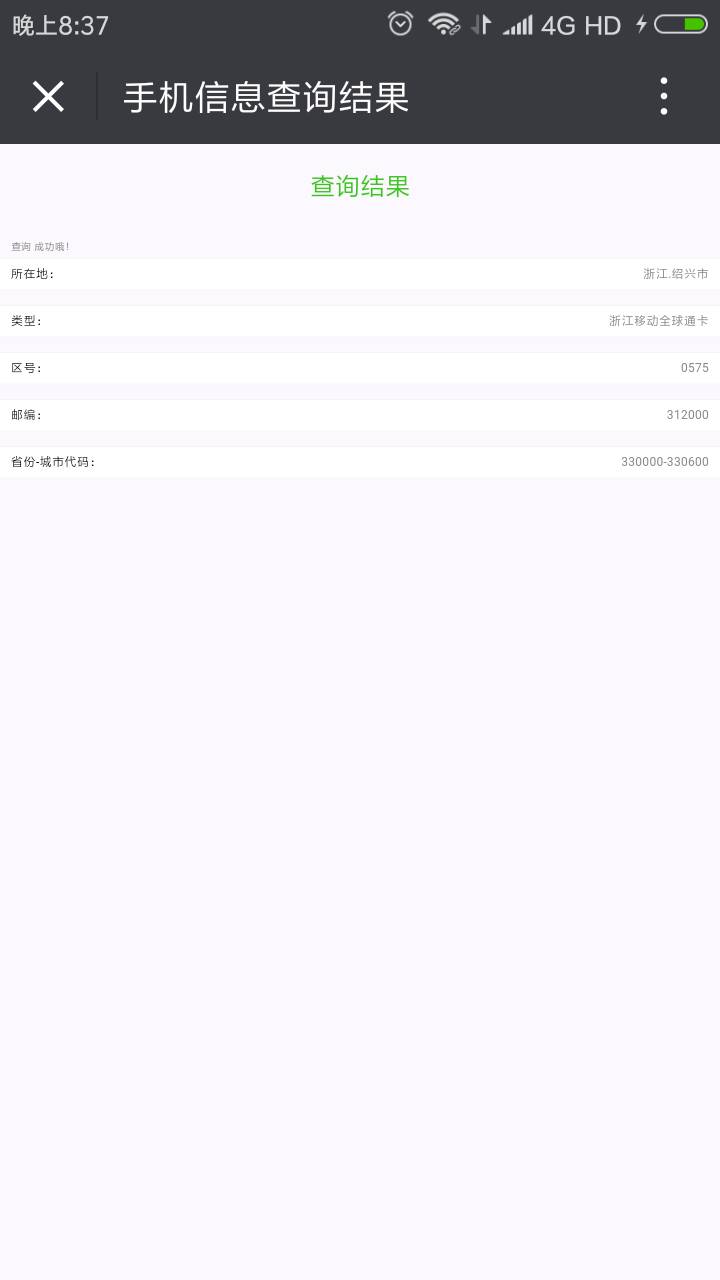 晚上8:37 4G HD
手机信息查询结果
查询结果
查询 成功哦!
所在地: 浙江.绍兴市
类型: 浙江移动全球通卡
区号: 0575
邮编: 312000
省份-城市代码: 330000-330600